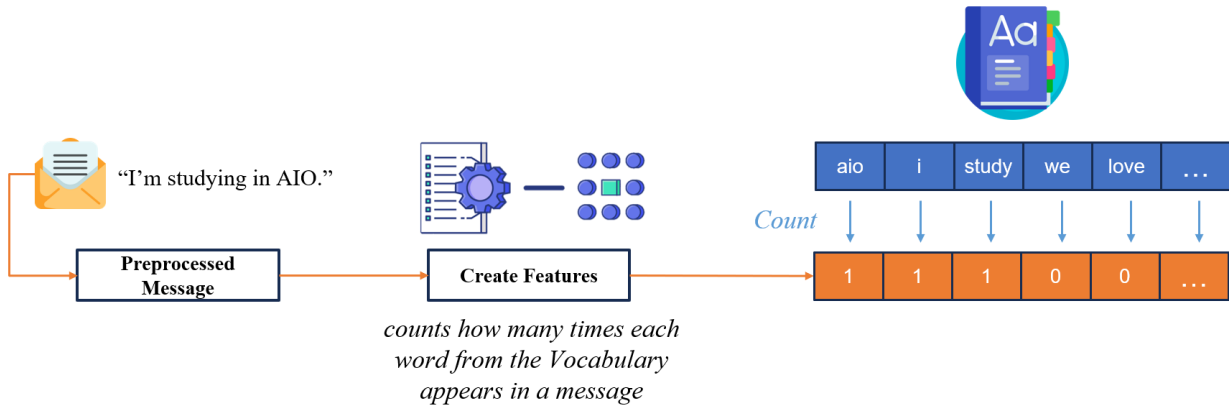 Aa
“I’m studying in AIO.”
aio i study we love ...
Count
Preprocessed
Message
Create Features
1 1 1 0 0 ...
counts how many times each
word from the Vocabulary
appears in a message